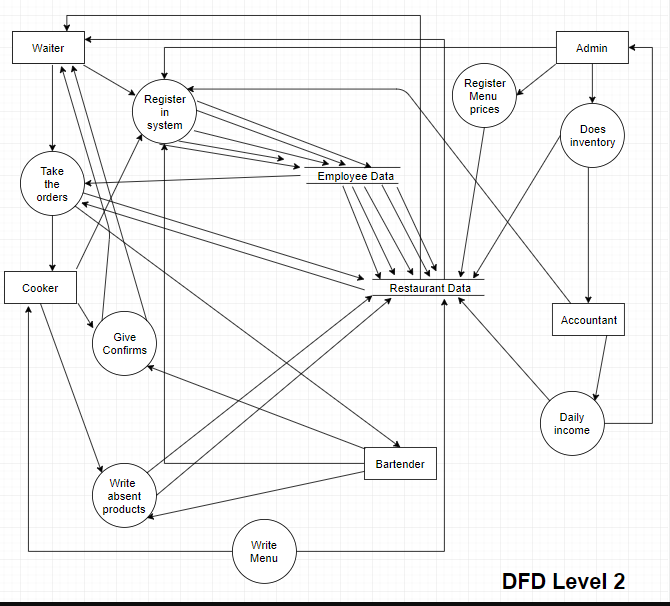 Waiter
Admin
Register
in
system
Register
Menu
prices
Does
inventory
Take
the
orders
Employee Data
Cooker
Restaurant Data
Accountant
Give
Confirms
Daily
income
Bartender
Write
absent
products
Write
Menu
DFD Level 2